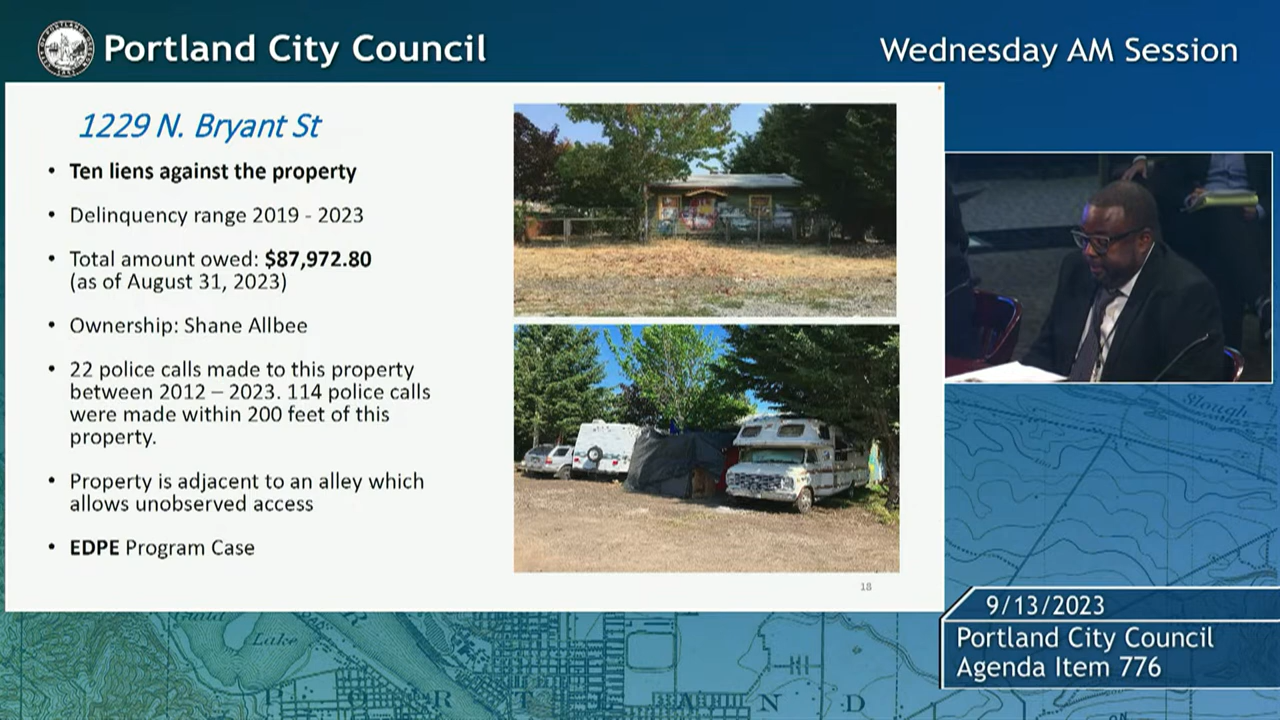 Portland City Council
Wednesday AM Session
1229 N. Bryant St
• Ten liens against the property
• Delinquency range 2019 - 2023
• Total amount owed: $87,972.80
(as of August 31, 2023)
• Ownership: Shane Allbee
• 22 police calls made to this property
between 2012 – 2023. 114 police calls
were made within 200 feet of this
property.
• Property is adjacent to an alley which
allows unobserved access
• EDPE Program Case
18
Slough
9/13/2023
Portland City Council
Agenda Item 776
Guild
Lake
P O R T L A N D